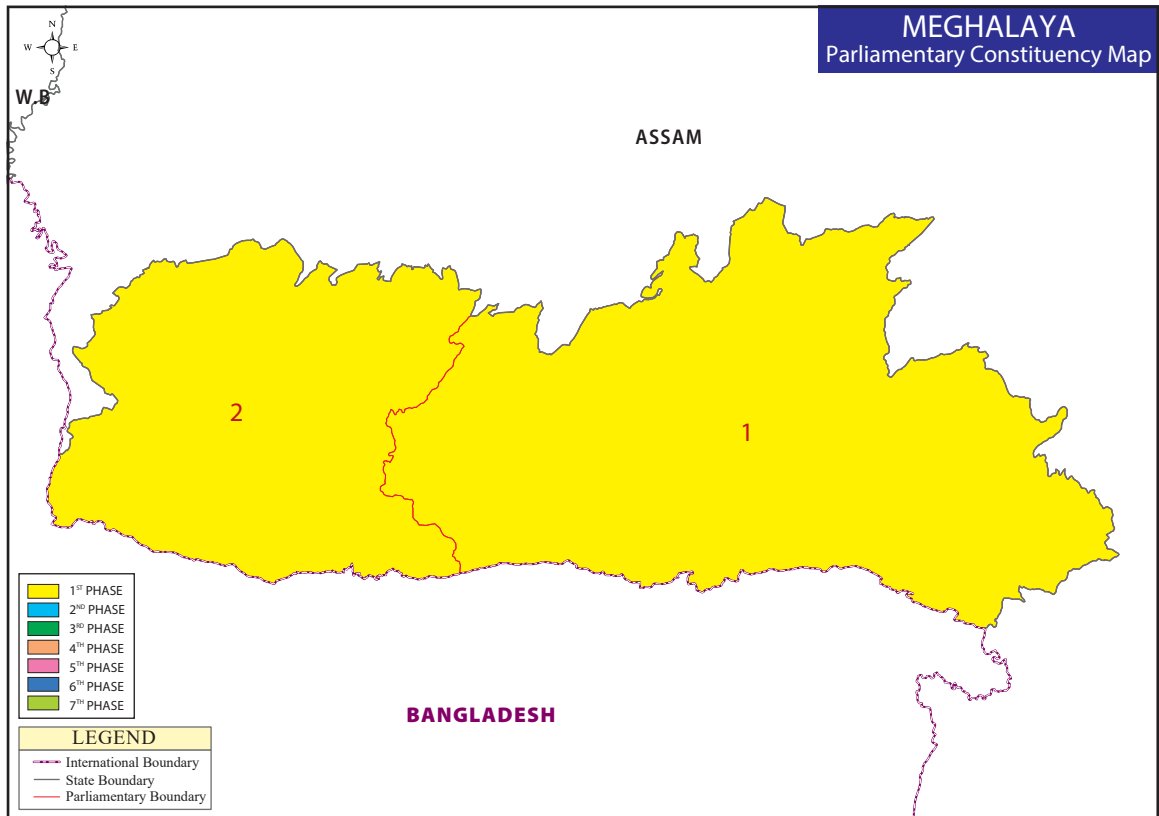 MEGHALAYA
Parliamentary Constituency Map
N
W E
S
W.B
ASSAM
2
1
1ST PHASE
2ND PHASE
3RD PHASE
4TH PHASE
5TH PHASE
6TH PHASE
7TH PHASE
BANGLADESH
LEGEND
International Boundary
State Boundary
Parliamentary Boundary